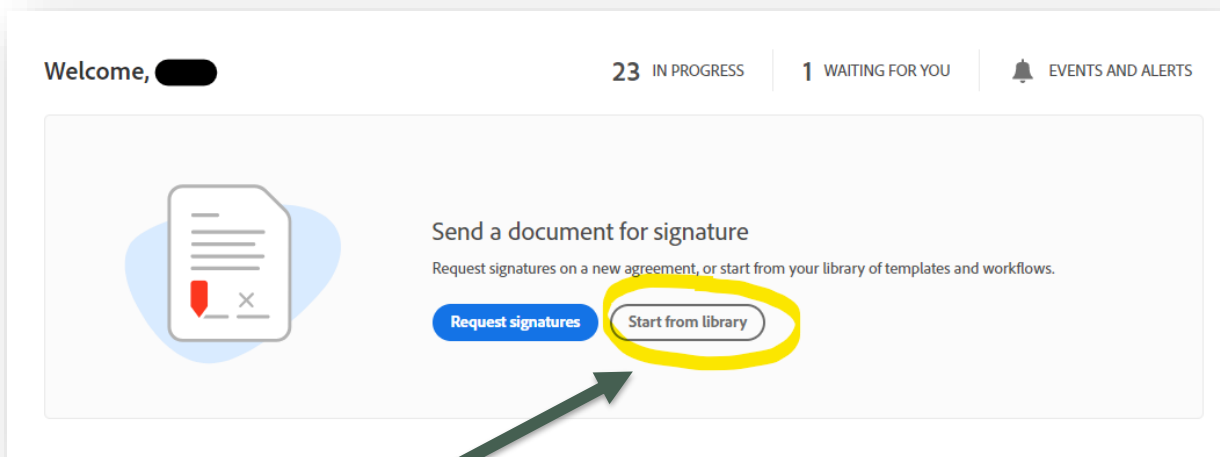 Welcome,
23 IN PROGRESS
1 WAITING FOR YOU
EVENTS AND ALERTS
Send a document for signature
Request signatures on a new agreement, or start from your library of templates and workflows.
Request signatures
Start from library